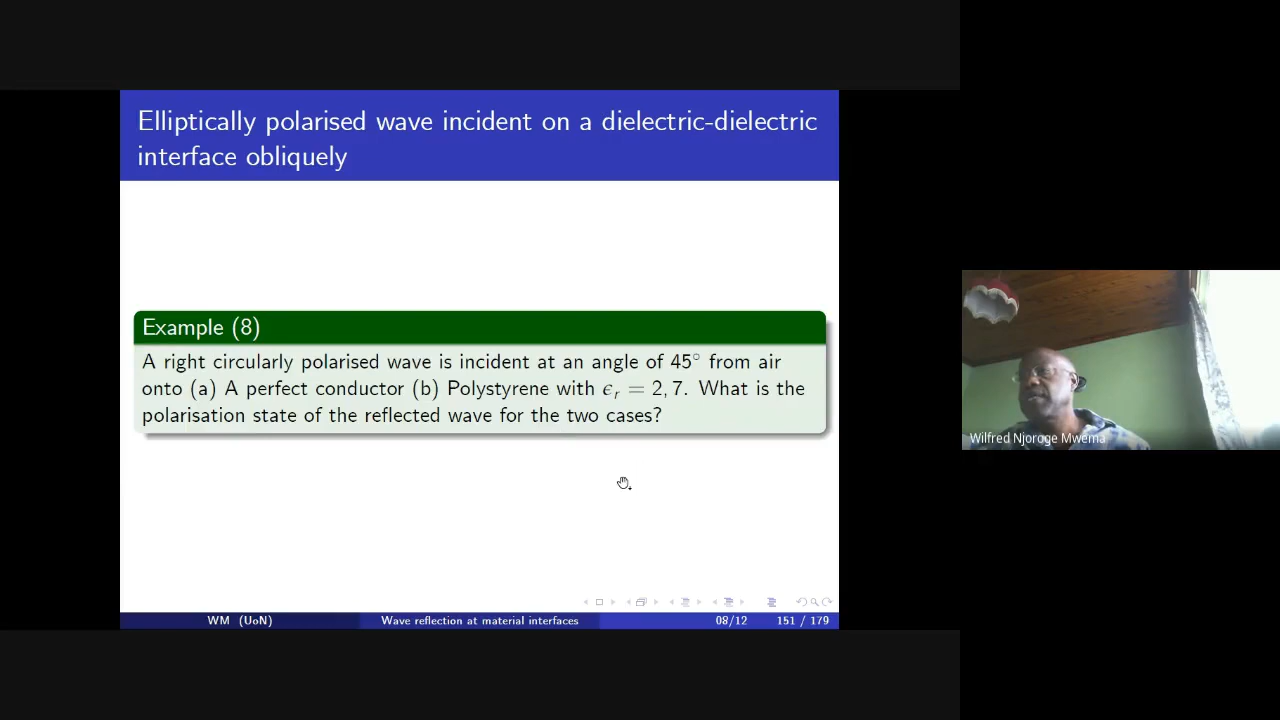 Elliptically polarised wave incident on a dielectric-dielectric
interface obliquely
Example (8)
A right circularly polarised wave is incident at an angle of 45° from air
onto (a) A perfect conductor (b) Polystyrene with ϵᵣ = 2, 7. What is the
polarisation state of the reflected wave for the two cases?
Wilfred Njoroge Mwema
WM (UoN)
Wave reflection at material interfaces
08/12
151 / 179